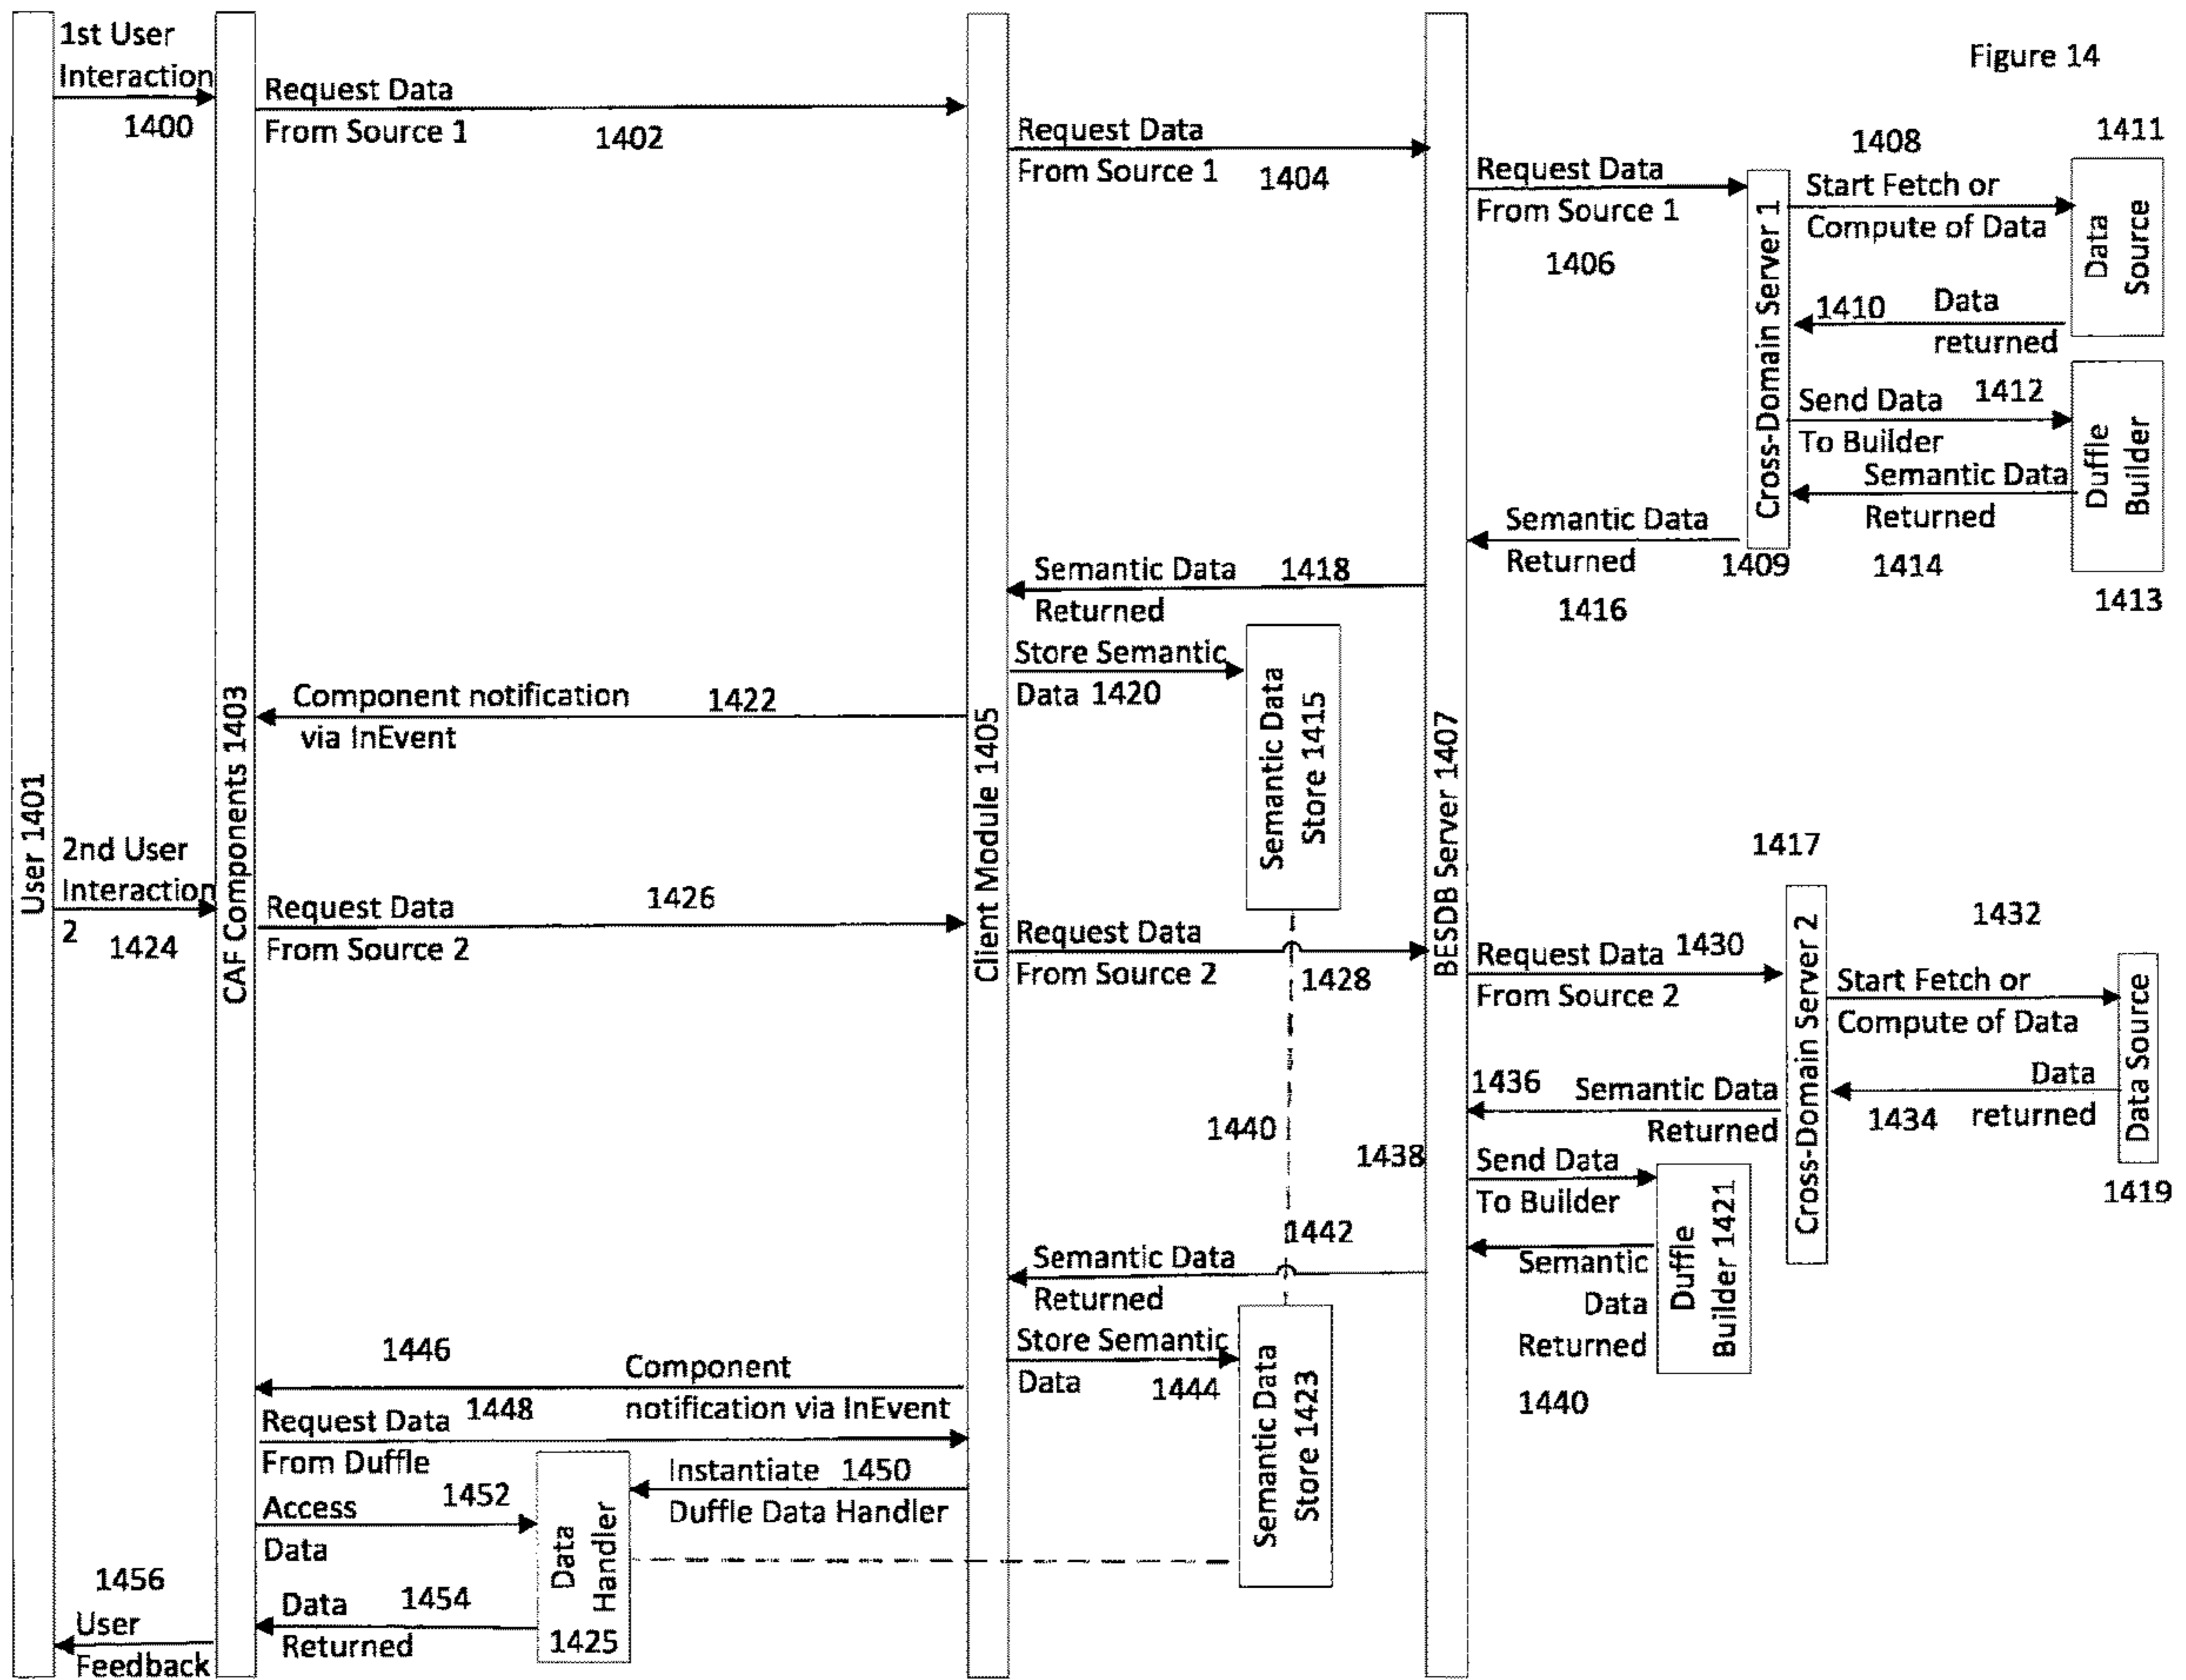 Figure 14
1st User
Interaction
1400
Request Data
From Source 1
1402
Request Data
From Source 1
1404
Request Data
From Source 1
1406
1408
Start Fetch or
Compute of Data
1411
Data
Source
1410
Data
returned
Cross-Domain Server 1
1409
1412
Send Data
To Builder
Semantic Data
Returned
1414
Duffle
Builder
1413
Semantic Data
Returned
1416
Semantic Data
Returned
1418
Store Semantic
Data 1420
Semantic Data
Store 1415
Component notification
via InEvent
1422
User 1401
CAF Components 1403
Client Module 1405
BESDB Server 1407
2nd User
Interaction
2
1424
Request Data
From Source 2
1426
Request Data
From Source 2
1428
Request Data
From Source 2
1430
1417
Cross-Domain Server 2
1432
Start Fetch or
Compute of Data
Data Source
1419
Data
returned
1434
1436
Semantic Data
Returned
1440
1438
Send Data
To Builder
Duffle
Builder 1421
Semantic
Data
Returned
1440
1442
Semantic Data
Returned
Store Semantic
Data
1444
Semantic Data
Store 1423
1446
Component
notification via InEvent
1448
Request Data
From Duffle
Instantiate 1450
Duffle Data Handler
1452
Access
Data
Data
Handler
1425
1454
Data
Returned
1456
User
Feedback